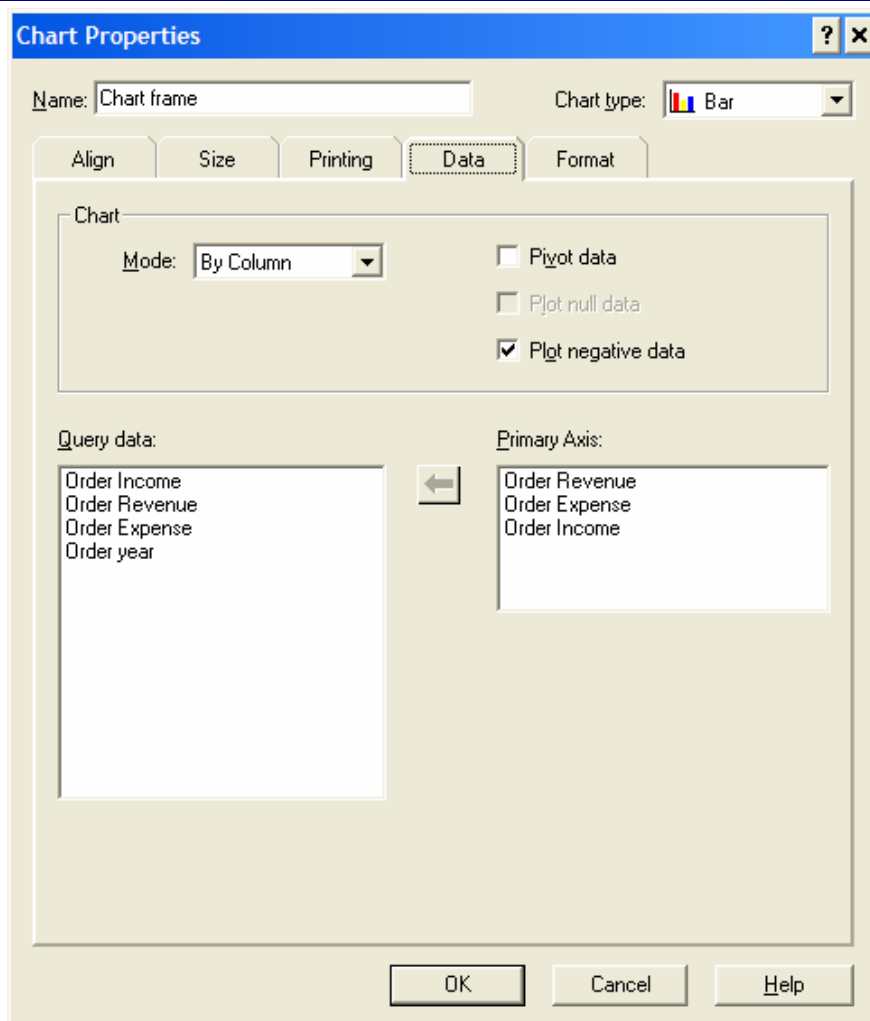 Chart Properties
Name: Chart frame
Chart type: Bar
Align Size Printing Data Format
Chart
Mode: By Column
Pivot data
Plot null data
Plot negative data
Query data:
Order Income
Order Revenue
Order Expense
Order year
Primary Axis:
Order Revenue
Order Expense
Order Income
OK Cancel Help